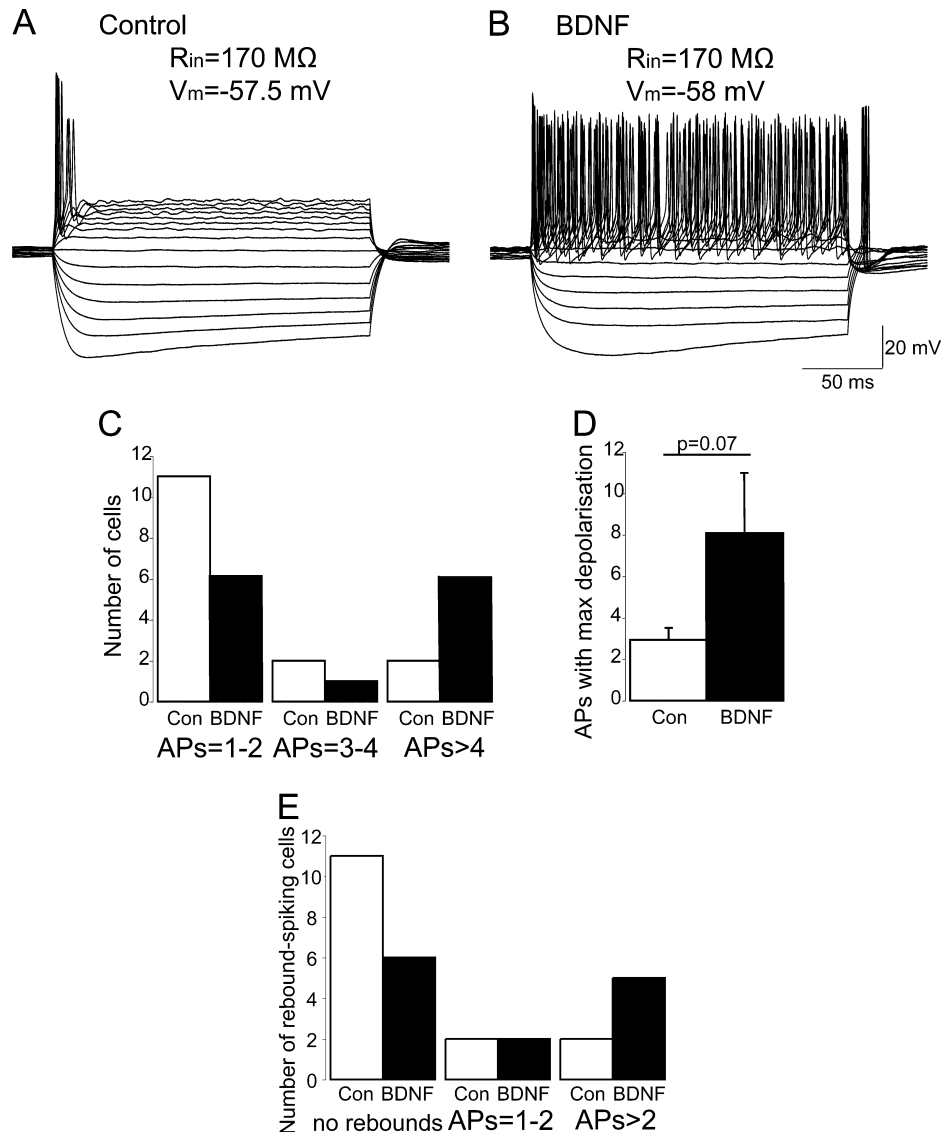 A Control
Rin=170 MΩ
Vm=-57.5 mV
B BDNF
Rin=170 MΩ
Vm=-58 mV
20 mV
50 ms
C
Number of cells
12
10
8
6
4
2
0
Con BDNF Con BDNF Con BDNF
APs=1-2 APs=3-4 APs>4
D
APs with max depolarisation
p=0.07
12
10
8
6
4
2
0
Con BDNF
E
Number of rebound-spiking cells
12
10
8
6
4
2
0
Con BDNF Con BDNF Con BDNF
no rebounds APs=1-2 APs>2